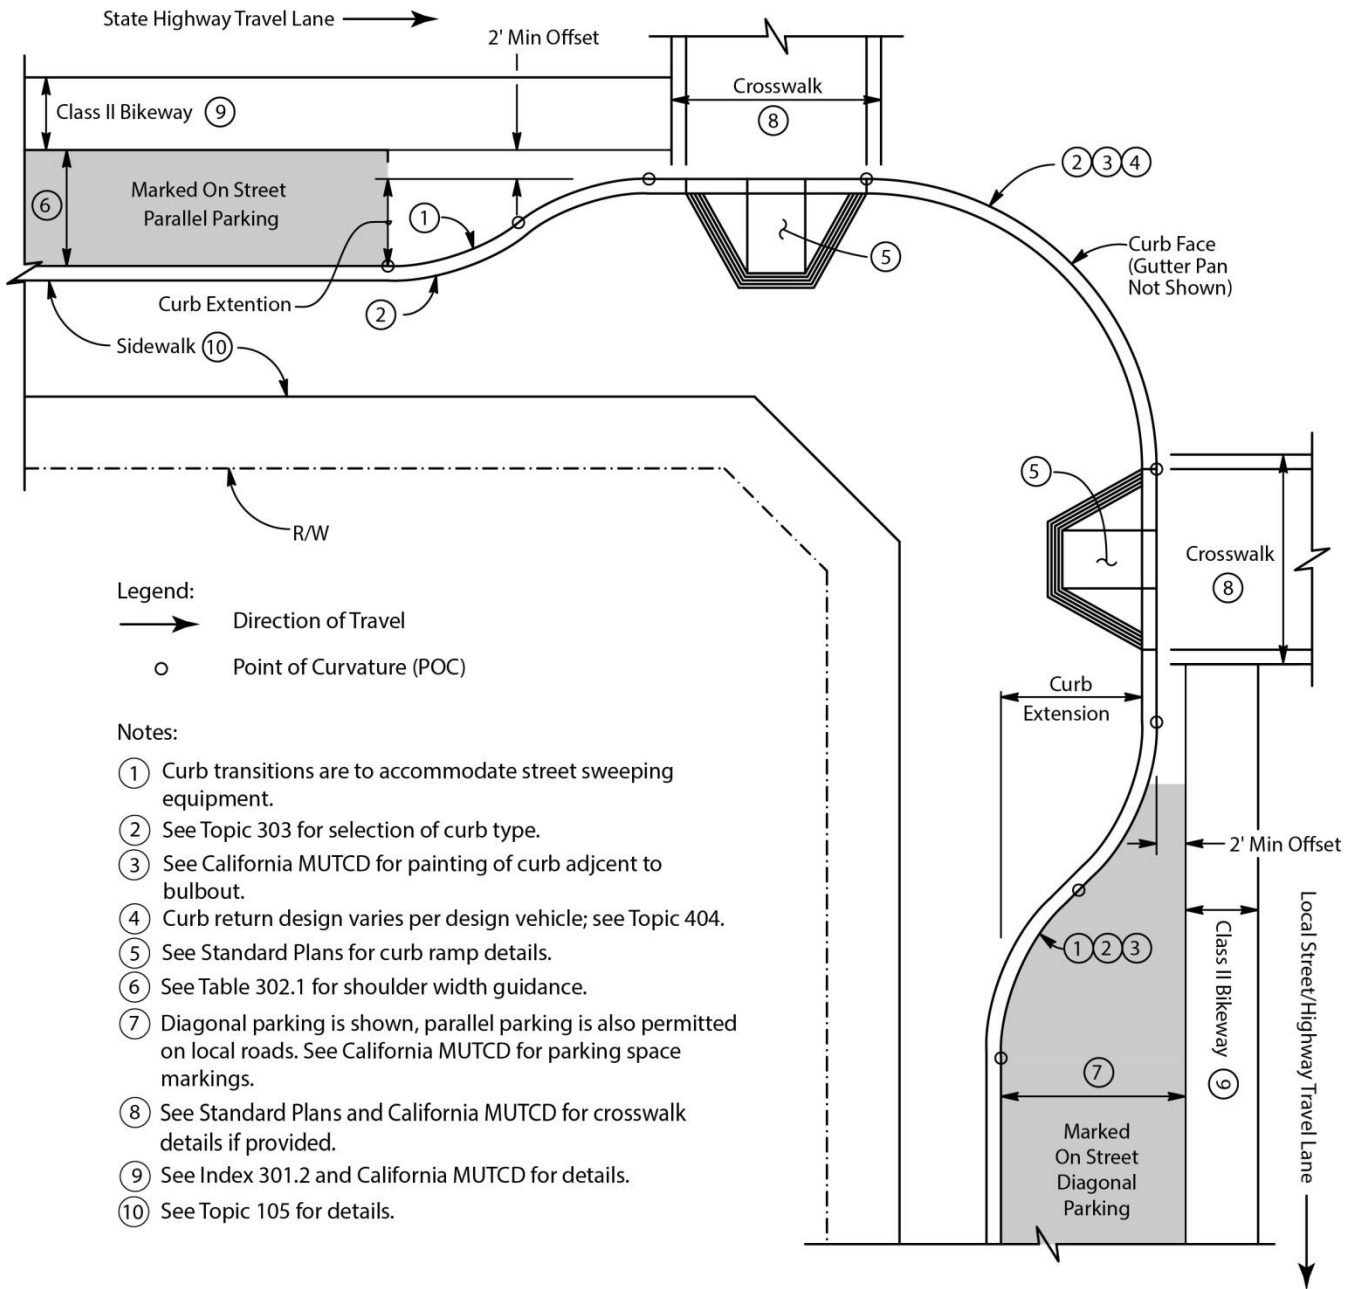 State Highway Travel Lane
2' Min Offset
Class II Bikeway 9
Crosswalk
8
2 3 4
Marked On Street
Parallel Parking
6
1
5
Curb Face
(Gutter Pan
Not Shown)
Curb Extention
2
Sidewalk 10
R/W
5
Crosswalk
8
Legend:
Direction of Travel
Point of Curvature (POC)
Curb
Extension
Notes:
1 Curb transitions are to accommodate street sweeping
equipment.
2 See Topic 303 for selection of curb type.
3 See California MUTCD for painting of curb adjcent to
bulbout.
4 Curb return design varies per design vehicle; see Topic 404.
5 See Standard Plans for curb ramp details.
6 See Table 302.1 for shoulder width guidance.
7 Diagonal parking is shown, parallel parking is also permitted
on local roads. See California MUTCD for parking space
markings.
8 See Standard Plans and California MUTCD for crosswalk
details if provided.
9 See Index 301.2 and California MUTCD for details.
10 See Topic 105 for details.
2' Min Offset
1 2 3
Class II Bikeway 9
Local Street/Highway Travel Lane
7
Marked
On Street
Diagonal
Parking